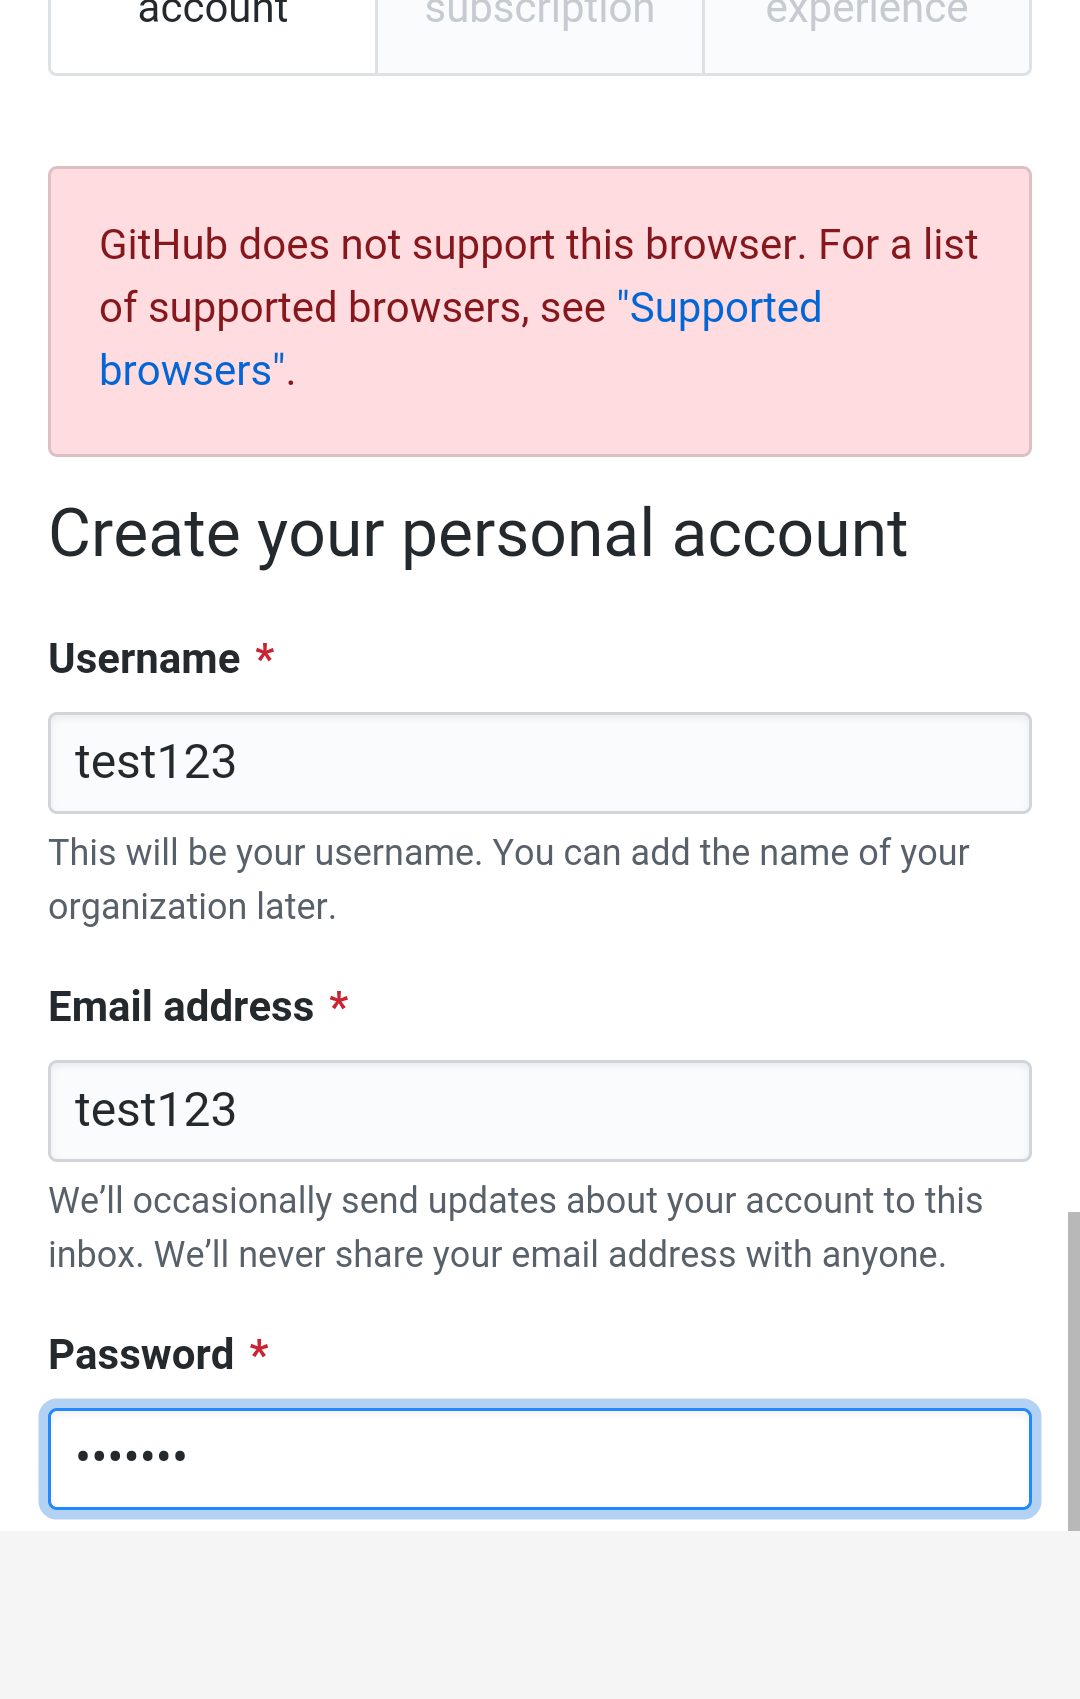 account subscription experience
GitHub does not support this browser. For a list
of supported browsers, see "Supported
browsers".
Create your personal account
Username *
test123
This will be your username. You can add the name of your
organization later.
Email address *
test123
We’ll occasionally send updates about your account to this
inbox. We’ll never share your email address with anyone.
Password *
•••••••